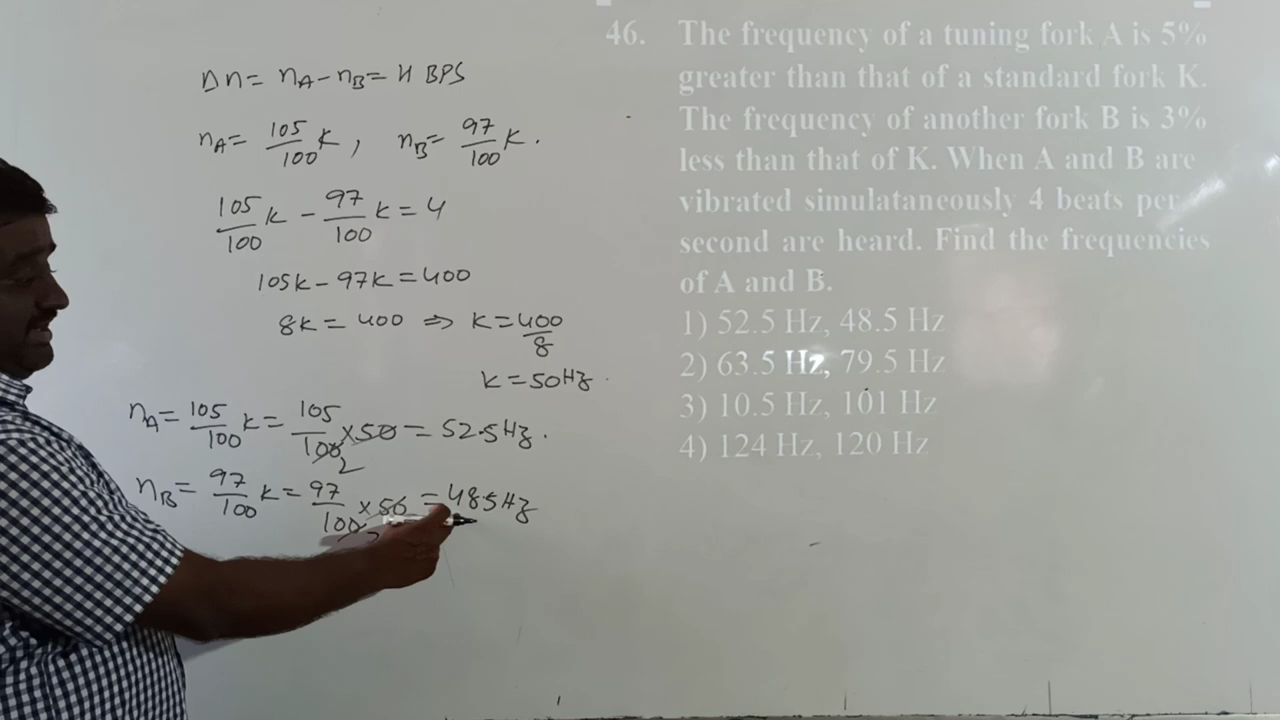 Δn = nA - nB = 4 BPS
nA = 105/100 K, nB = 97/100 K.
105/100 K - 97/100 K = 4
105K - 97K = 400
8K = 400 ⇒ K = 400/8
K = 50Hz.
nA = 105/100 K = 105/100 2 × 50 = 52.5Hz.
nB = 97/100 K = 97/100 2 × 50 = 48.5Hz
46. The frequency of a tuning fork A is 5%
greater than that of a standard fork K.
The frequency of another fork B is 3%
less than that of K. When A and B are
vibrated simulataneously 4 beats per
second are heard. Find the frequencies
of A and B.
1) 52.5 Hz, 48.5 Hz
2) 63.5 Hz, 79.5 Hz
3) 10.5 Hz, 101 Hz
4) 124 Hz, 120 Hz